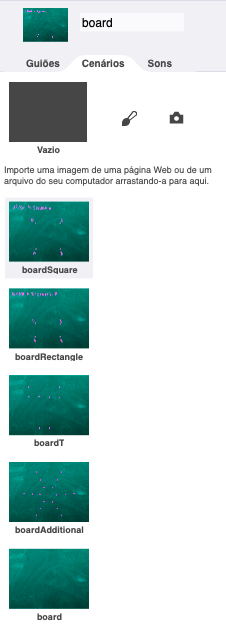 board
Guiões Cenários Sons
Vazio
Importe uma imagem de uma página Web ou de um
arquivo do seu computador arrastando-a para aqui.
boardSquare
boardRectangle
boardT
boardAdditional
board